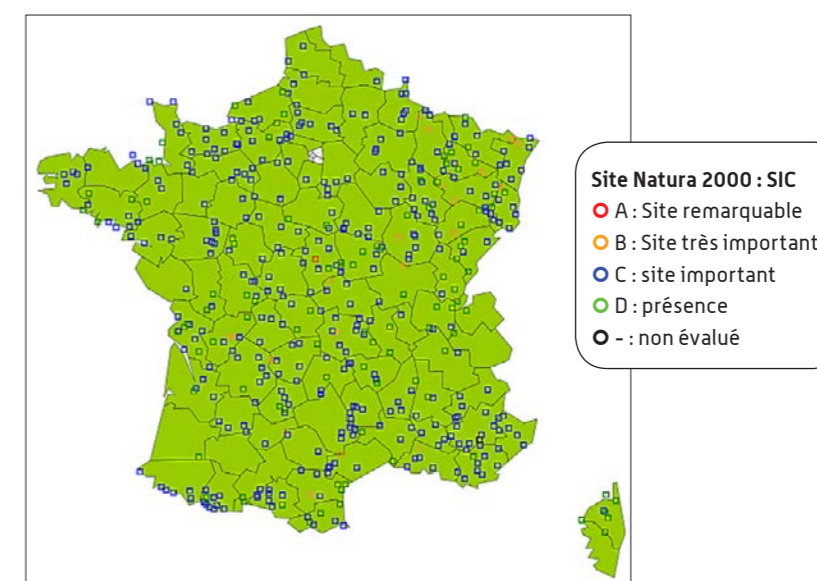 Site Natura 2000 : SIC
A : Site remarquable
B : Site très important
C : site important
D : présence
- : non évalué